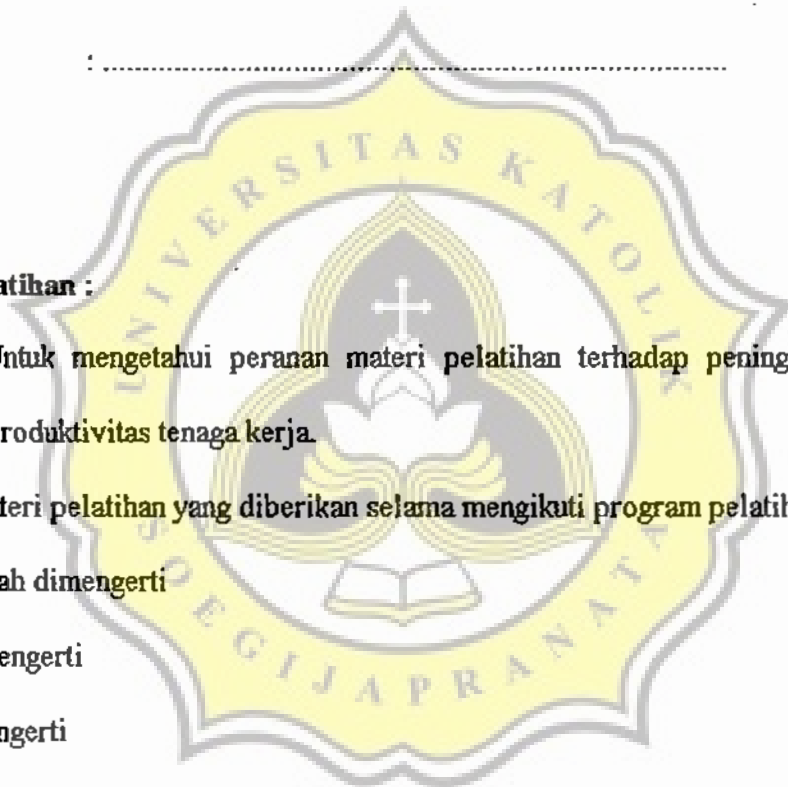 : ........................................................................
atihan :
Untuk mengetahui peranan materi pelatihan terhadap pening
roduktivitas tenaga kerja.
teri pelatihan yang diberikan selama mengikuti program pelatih
ah dimengerti
engerti
ngerti
UNIVERSITAS KATOLIK
SOEGIJAPRANATA